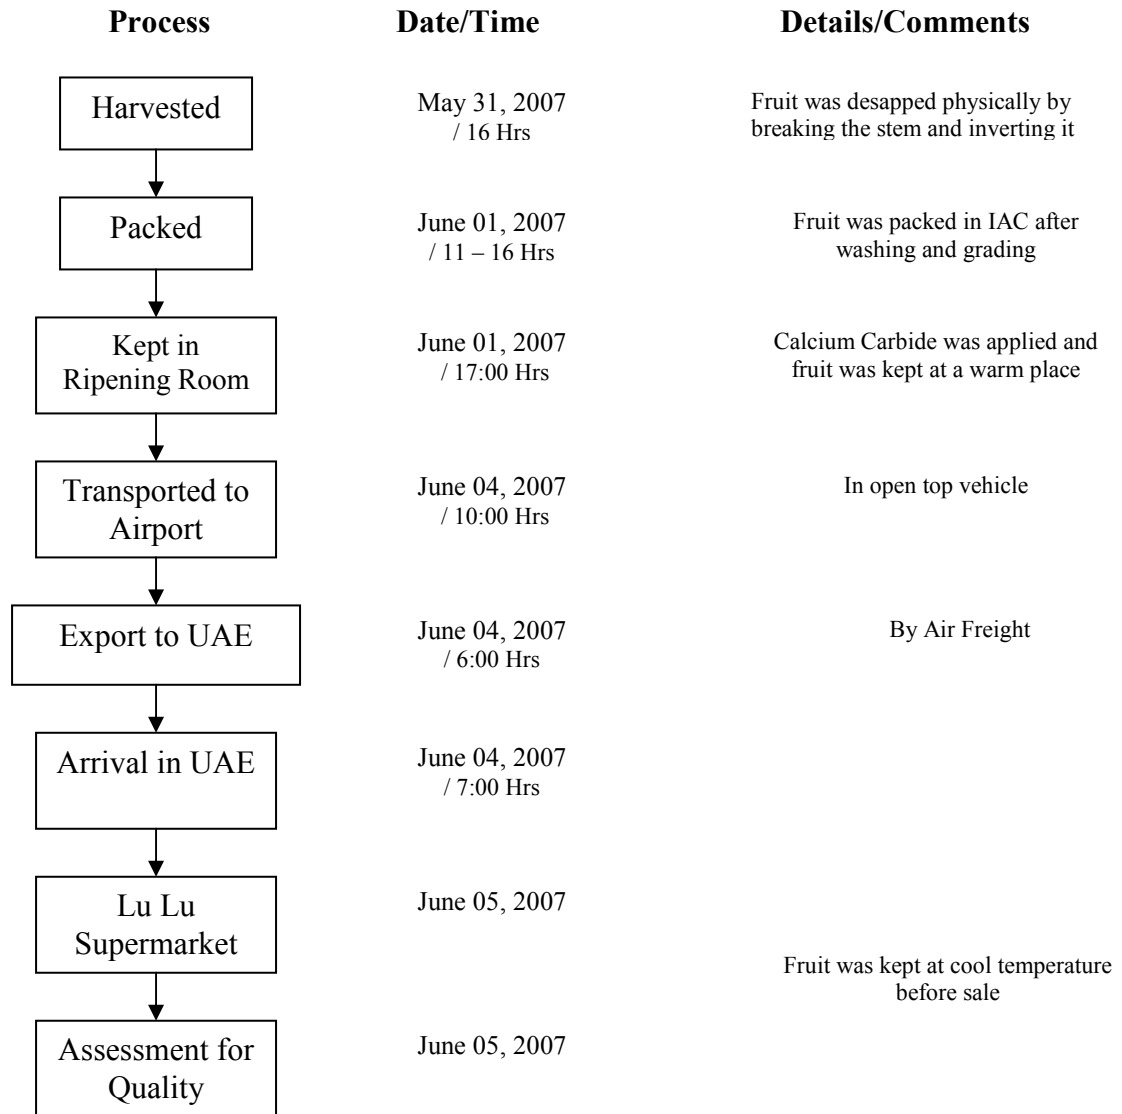 Process Date/Time Details/Comments
Harvested
May 31, 2007
/ 16 Hrs
Fruit was desapped physically by
breaking the stem and inverting it
Packed
June 01, 2007
/ 11 – 16 Hrs
Fruit was packed in IAC after
washing and grading
Kept in
Ripening Room
June 01, 2007
/ 17:00 Hrs
Calcium Carbide was applied and
fruit was kept at a warm place
Transported to
Airport
June 04, 2007
/ 10:00 Hrs
In open top vehicle
Export to UAE
June 04, 2007
/ 6:00 Hrs
By Air Freight
Arrival in UAE
June 04, 2007
/ 7:00 Hrs
Lu Lu
Supermarket
June 05, 2007
Fruit was kept at cool temperature
before sale
Assessment for
Quality
June 05, 2007